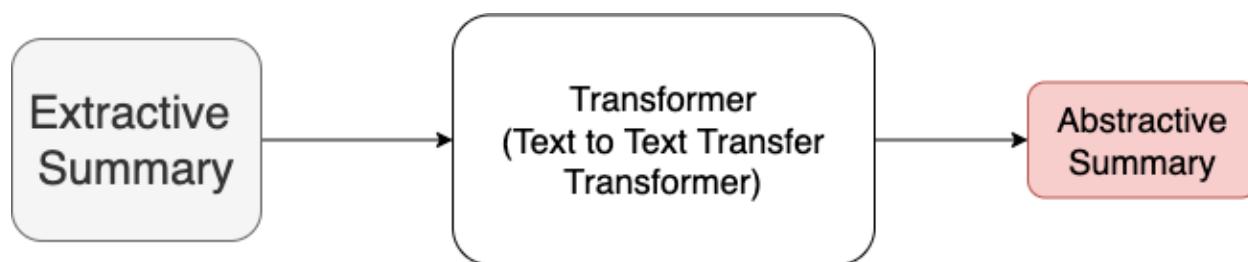 Extractive
Summary
Transformer
(Text to Text Transfer
Transformer)
Abstractive
Summary